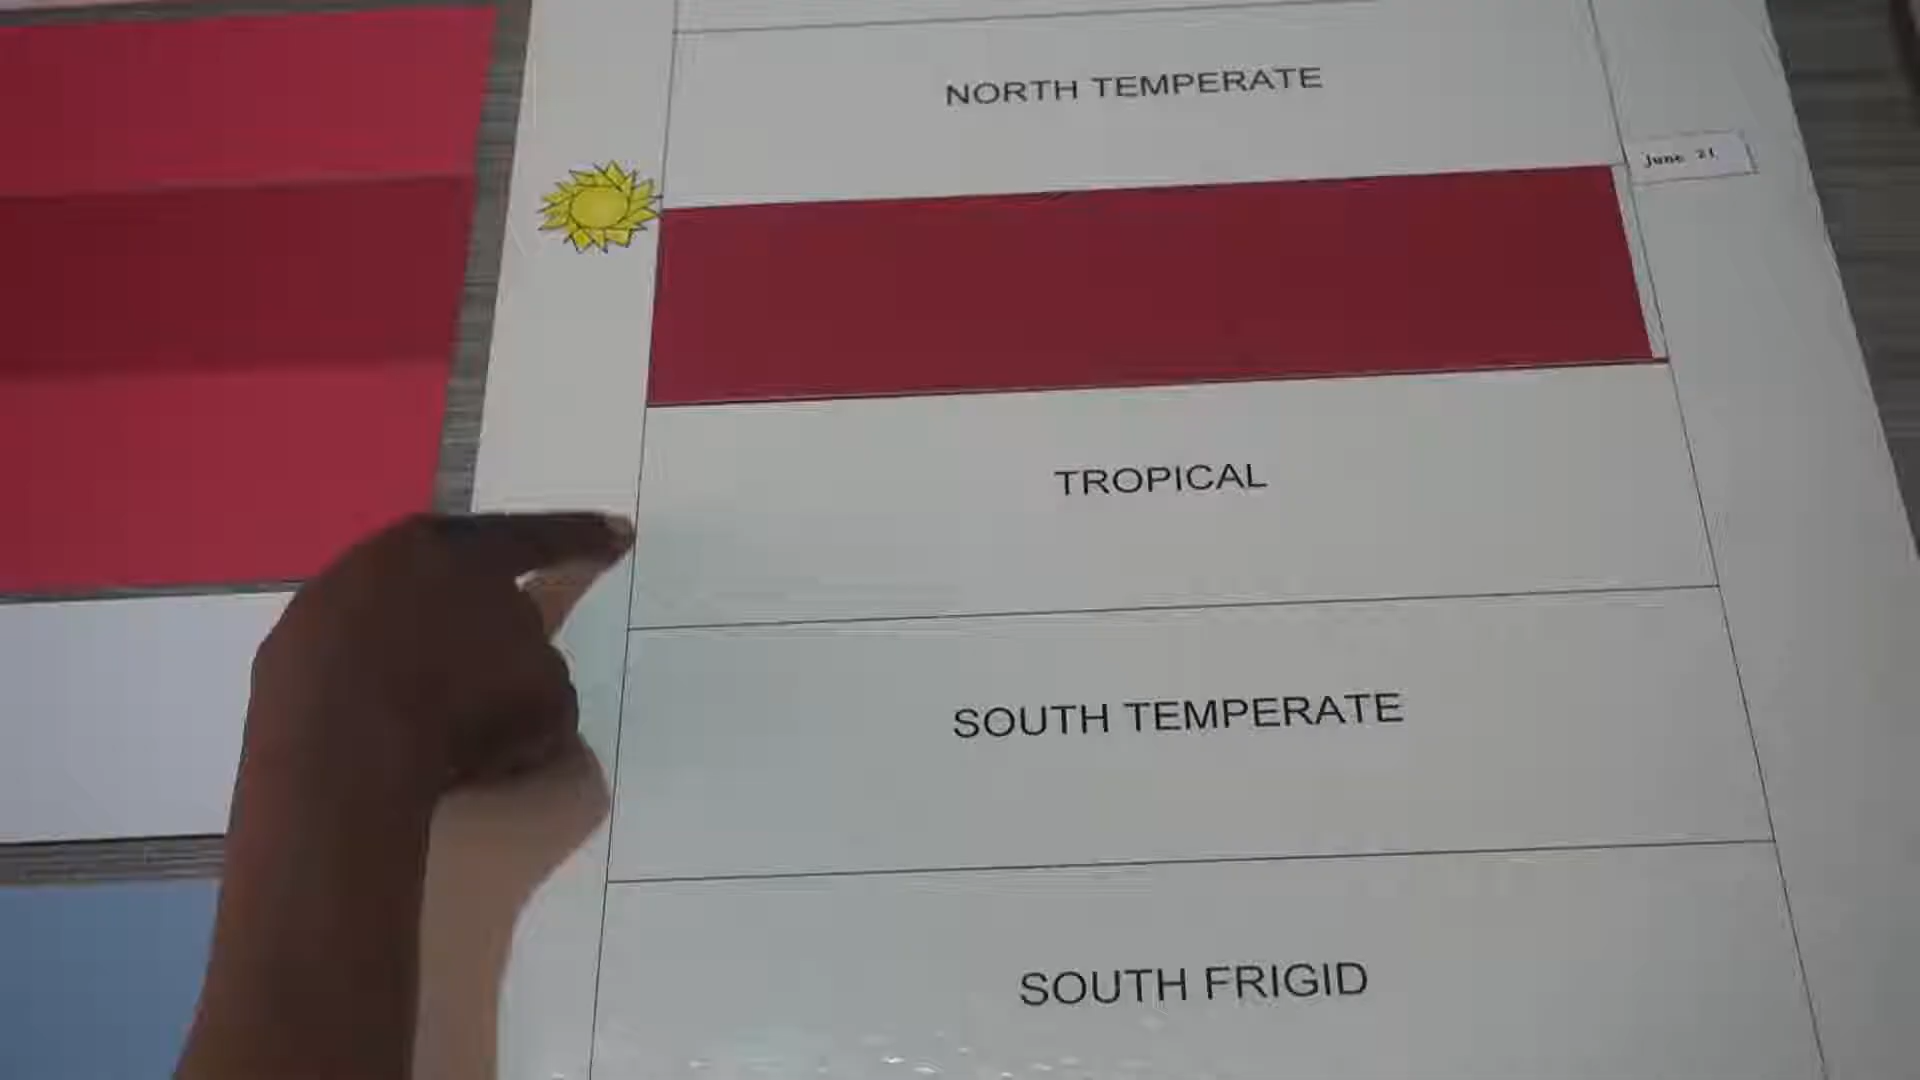 NORTH TEMPERATE
June 21
TROPICAL
SOUTH TEMPERATE
SOUTH FRIGID